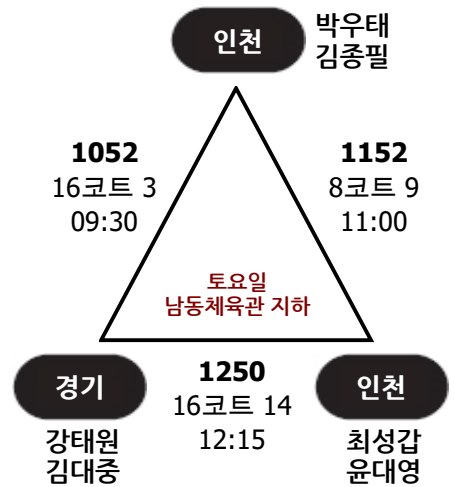 인천
박우태
김종필
1052
16코트 3
09:30
1152
8코트 9
11:00
토요일
남동체육관 지하
경기
강태원
김대중
1250
16코트 14
12:15
인천
최성갑
윤대영